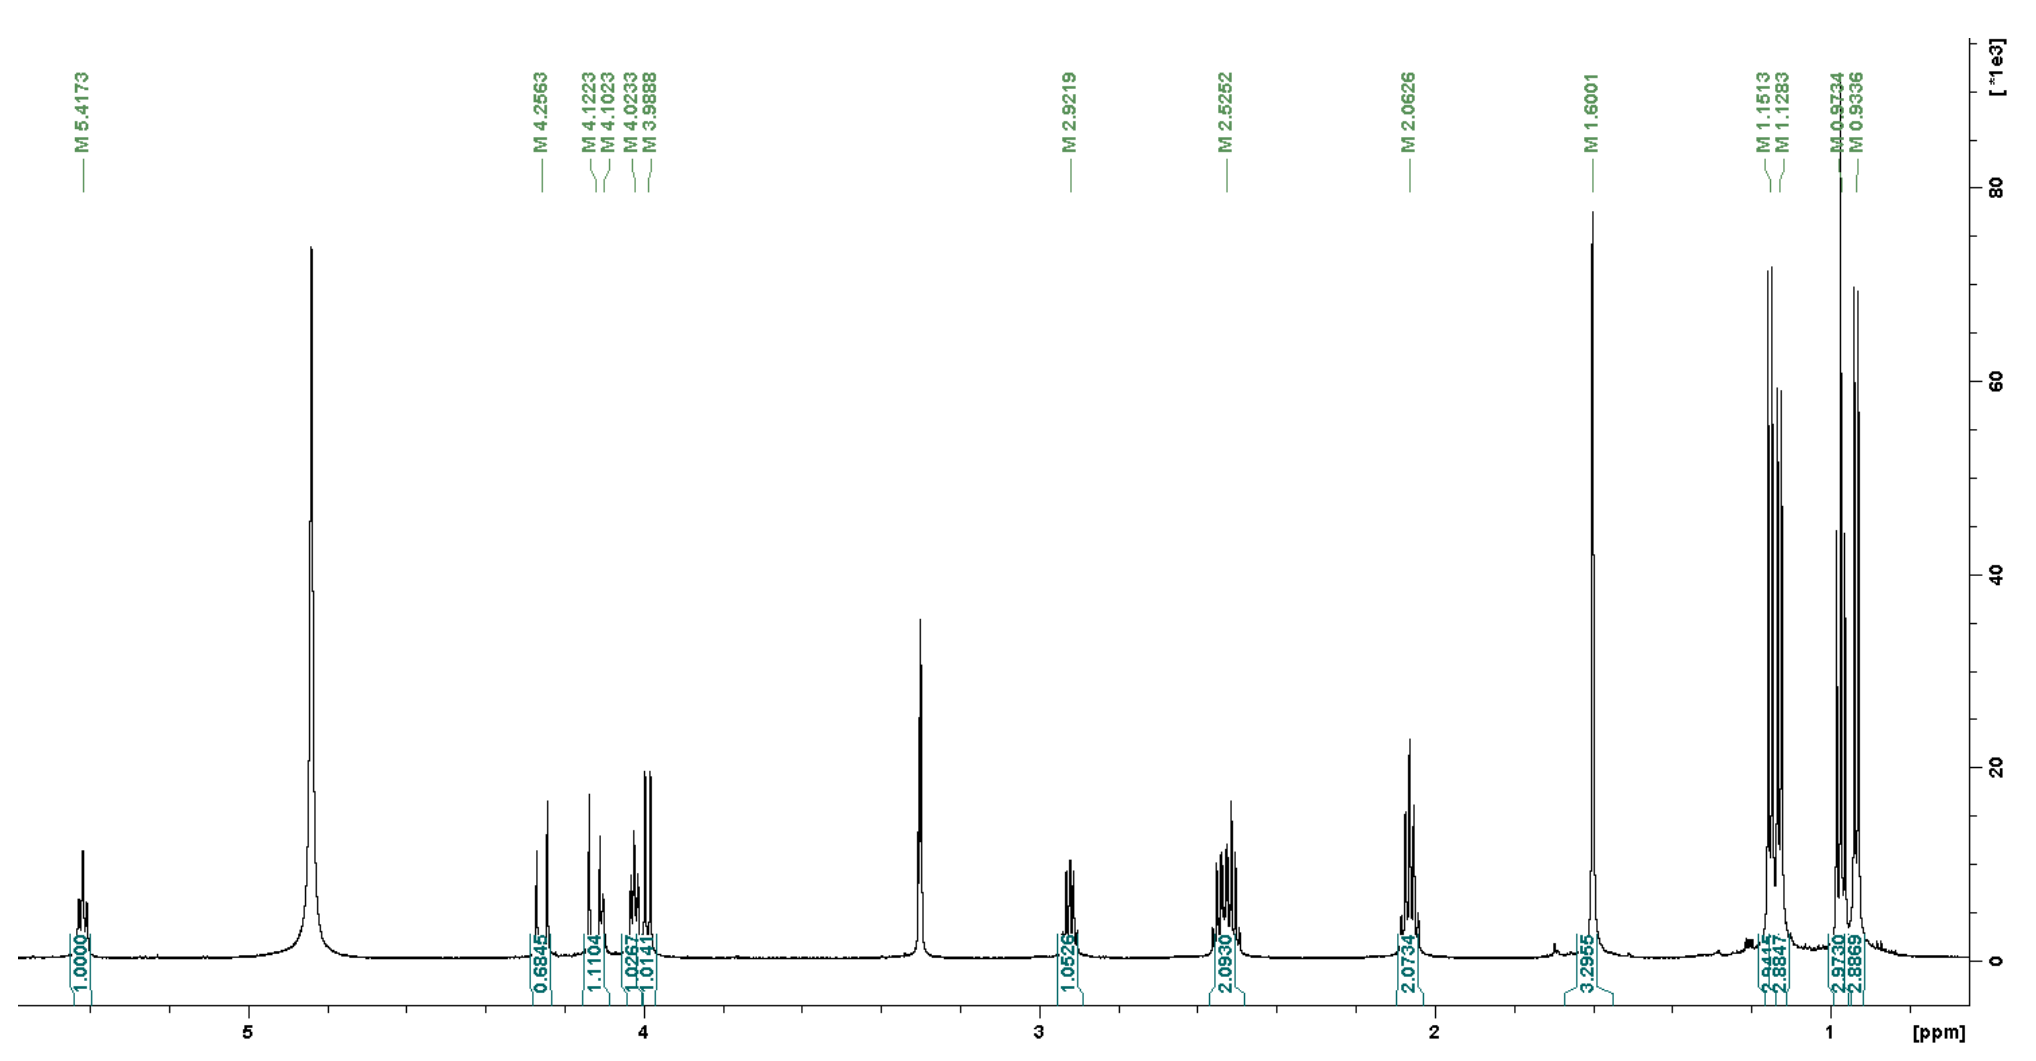 M 5.4173
M 4.2563
M 4.1223
M 4.1023
M 4.0233
M 3.9888
M 2.9219
M 2.5252
M 2.0626
M 1.6001
M 1.1513
M 1.1283
M 0.9734
M 0.9336
[ *1e3]
80
60
40
20
0
1.0000
0.6845
1.1104
1.0267
1.0141
1.0526
2.0930
2.0734
3.2955
2.9415
2.8847
2.9730
2.8869
5
4
3
2
1
[ppm]